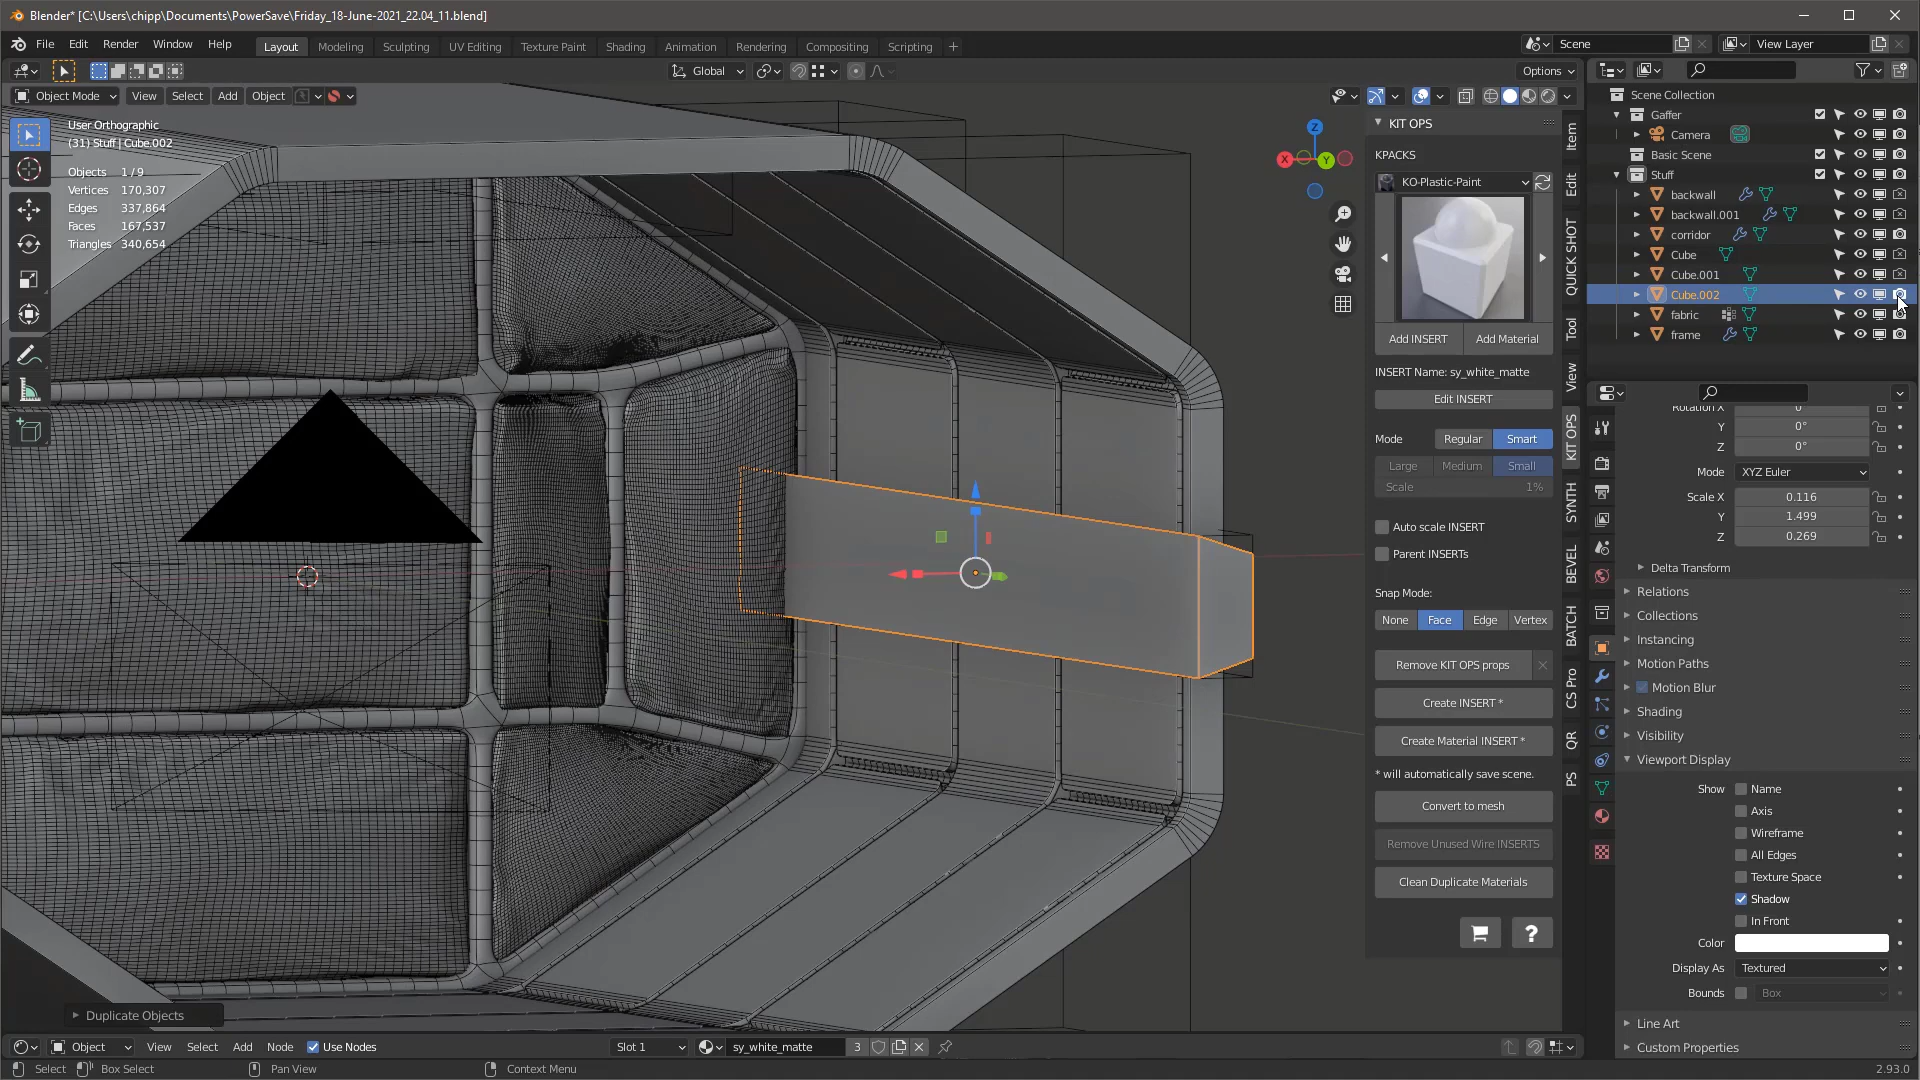 Blender* [C:\Users\chipp\Documents\PowerSave\Friday_18-June-2021_22.04_11.blend]
File Edit Render Window Help Layout Modeling Sculpting UV Editing Texture Paint Shading Animation Rendering Compositing Scripting + Scene View Layer
Global Options
Object Mode View Select Add Object
User Orthographic
(31) Stuff | Cube.002
Objects 1/9
Vertices 170,307
Edges 337,864
Faces 167,537
Triangles 340,654
Z
X
Y
KIT OPS
KPACKS
KO-Plastic-Paint
Add INSERT Add Material
INSERT Name: sy_white_matte
Edit INSERT
Mode Regular Smart
Large Medium Small
Scale 1%
Auto scale INSERT
Parent INSERTs
Snap Mode:
None Face Edge Vertex
Remove KIT OPS props
Create INSERT *
Create Material INSERT *
* will automatically save scene.
Convert to mesh
Remove Unused Wire INSERTS
Clean Duplicate Materials
?
Item
Edit
QUICK SHOT
Tool
View
KIT OPS
SYNTH
BEVEL
BATCH
CS Pro
QR
PS
Scene Collection
Gaffer
Camera
Basic Scene
Stuff
backwall
backwall.001
corridor
Cube
Cube.001
Cube.002
fabric
frame
Rotation X 0°
Y 0°
Z 0°
Mode XYZ Euler
Scale X 0.116
Y 1.499
Z 0.269
Delta Transform
Relations
Collections
Instancing
Motion Paths
Motion Blur
Shading
Visibility
Viewport Display
Show Name
Axis
Wireframe
All Edges
Texture Space
Shadow
In Front
Color
Display As Textured
Bounds Box
Line Art
Custom Properties
Duplicate Objects
Object View Select Add Node Use Nodes Slot 1 sy_white_matte 3
Select Box Select Pan View Context Menu 2.93.0